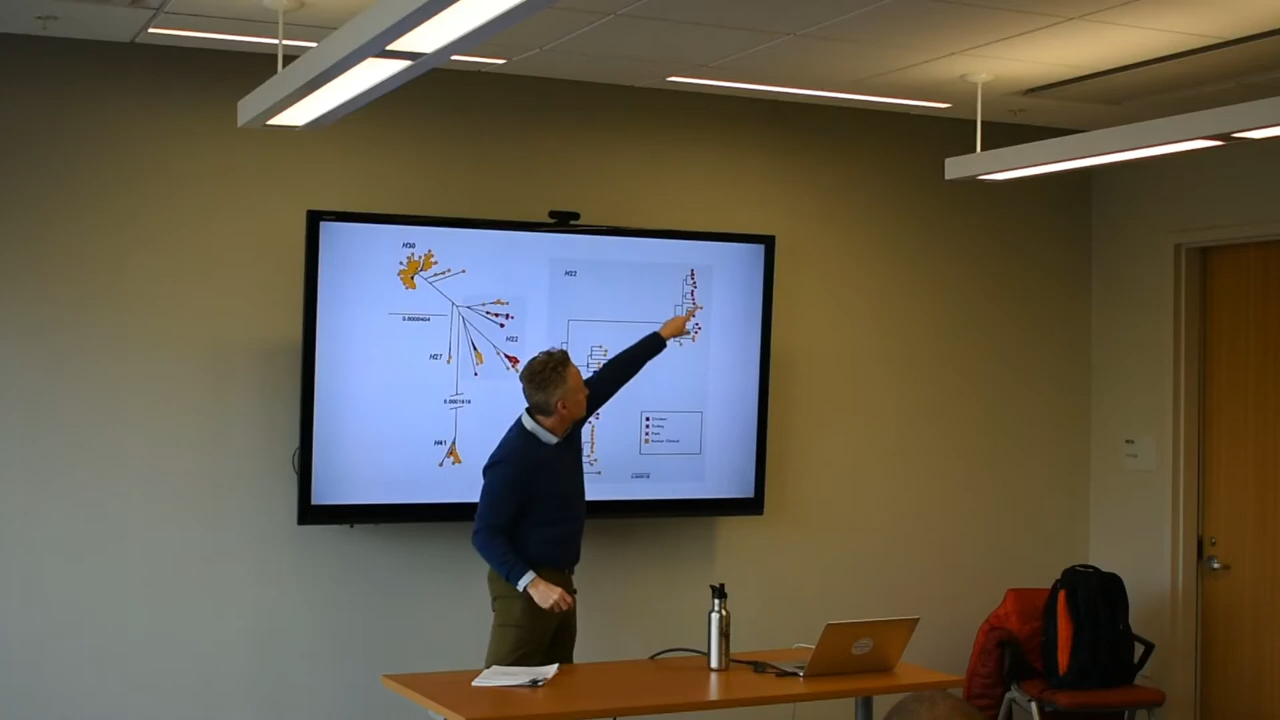 H30
H22
0.0000404
H22
H27
0.0001616
H41
Chicken
Turkey
Pork
Human Clinical